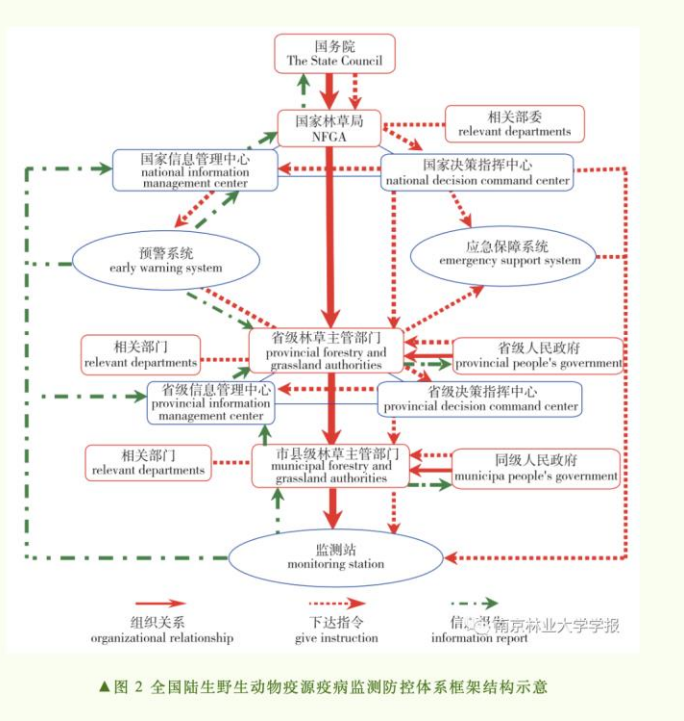 国务院
The State Council
国家林草局
NFGA
相关部委
relevant departments
国家信息管理中心
national information
management center
国家决策指挥中心
national decision command center
预警系统
early warning system
应急保障系统
emergency support system
省级林草主管部门
provincial forestry and
grassland authorities
相关部门
relevant departments
省级人民政府
provincial people's government
省级信息管理中心
provincial information
management center
省级决策指挥中心
provincial decision command center
相关部门
relevant departments
市县级林草主管部门
municipal forestry and
grassland authorities
同级人民政府
municipa people's government
监测站
monitoring station
组织关系
organizational relationship
下达指令
give instruction
information report
南京林业大学学报
▲图 2 全国陆生野生动物疫源疫病监测防控体系框架结构示意